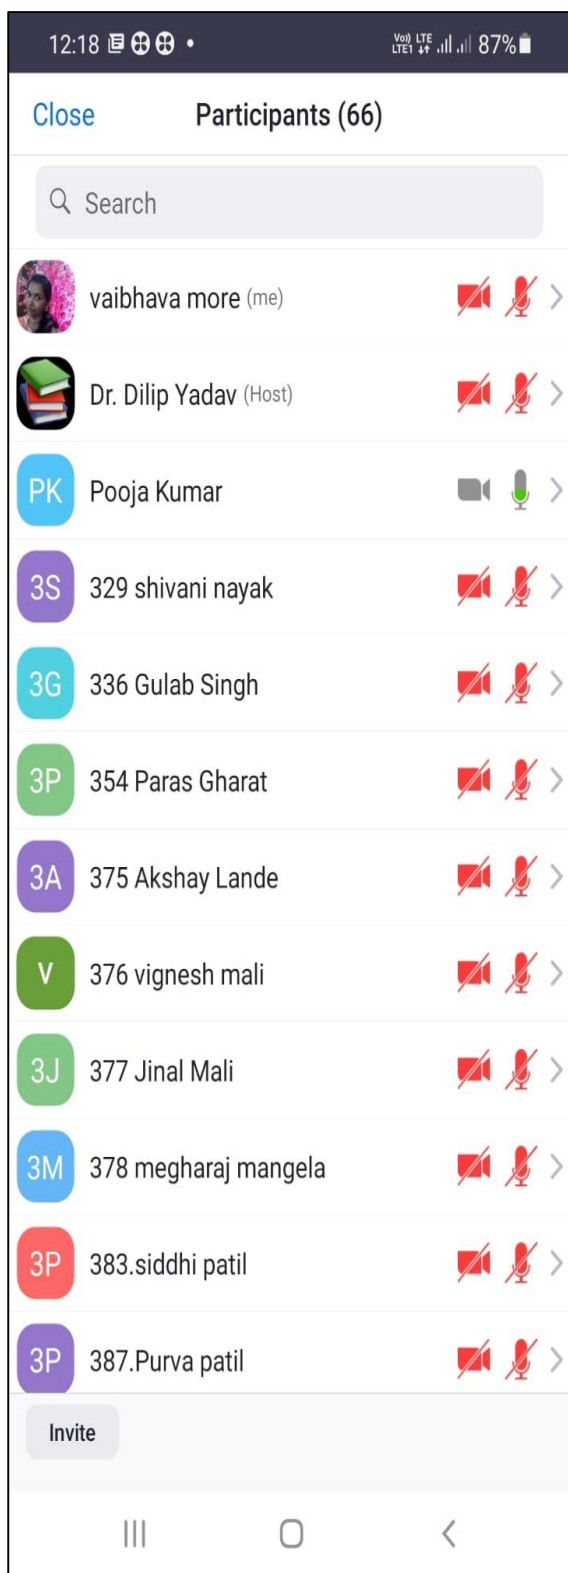 12:18 87%
Vo)) LTE
LTE1
Close Participants (66)
Search
vaibhava more (me)
Dr. Dilip Yadav (Host)
PK Pooja Kumar
3S 329 shivani nayak
3G 336 Gulab Singh
3P 354 Paras Gharat
3A 375 Akshay Lande
V 376 vignesh mali
3J 377 Jinal Mali
3M 378 megharaj mangela
3P 383.siddhi patil
3P 387.Purva patil
Invite